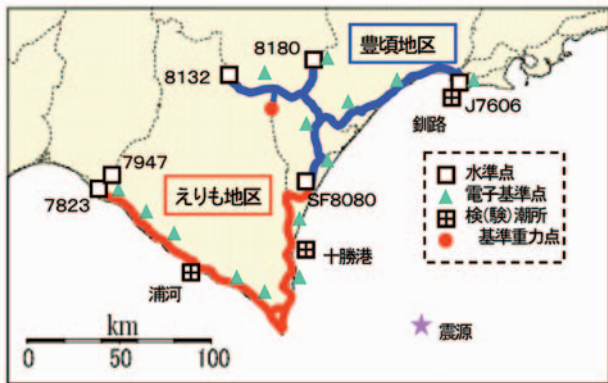 8180
豊頃地区
8132
釧路
J7606
7947
7823
えりも地区
SF8080
水準点
電子基準点
検(験)潮所
基準重力点
十勝港
浦河
震源
km
0 50 100